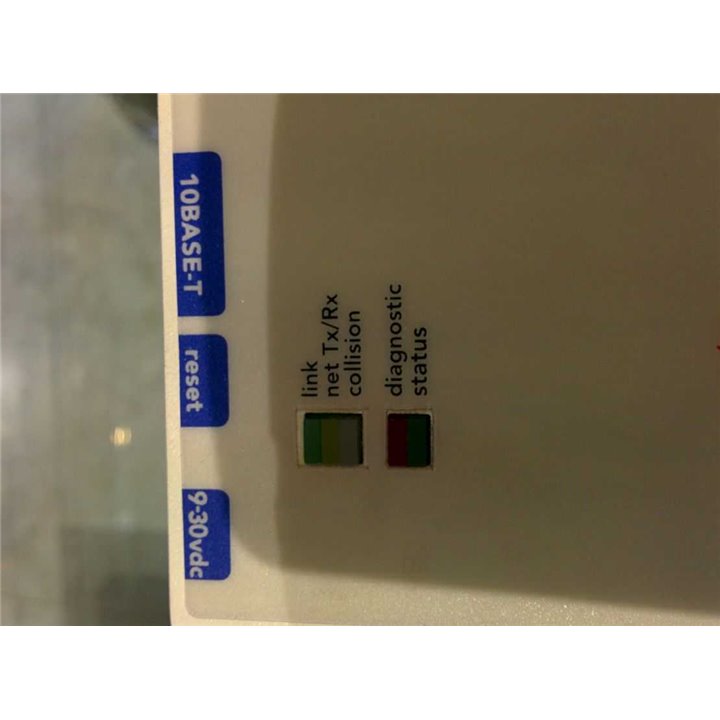 10BASE-T
reset
9-30vdc
link
net Tx/Rx
collision
diagnostic
status